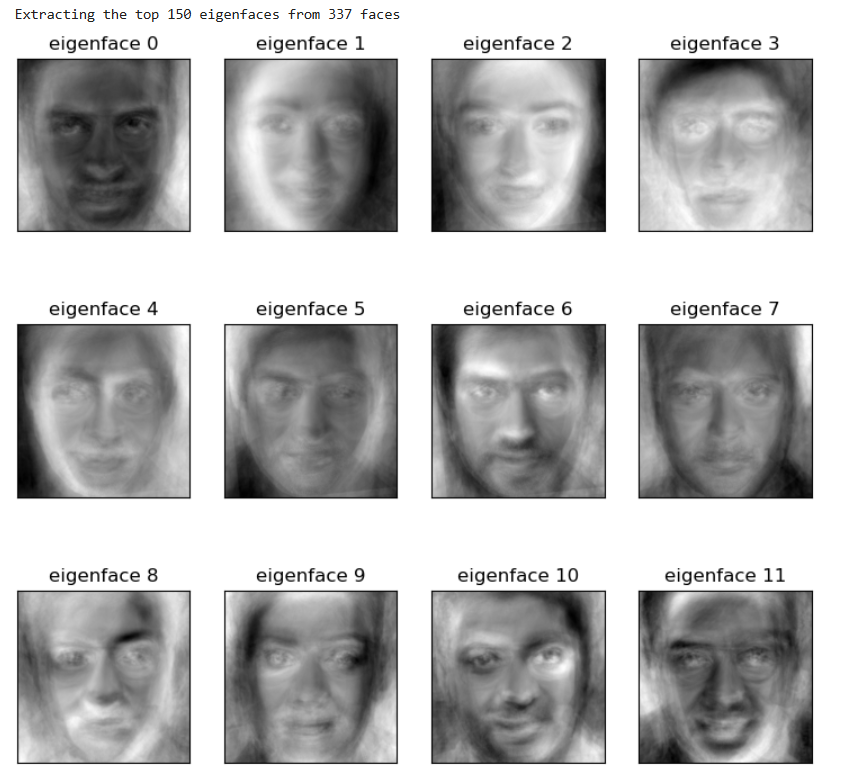 Extracting the top 150 eigenfaces from 337 faces
eigenface 0 eigenface 1 eigenface 2 eigenface 3
eigenface 4 eigenface 5 eigenface 6 eigenface 7
eigenface 8 eigenface 9 eigenface 10 eigenface 11